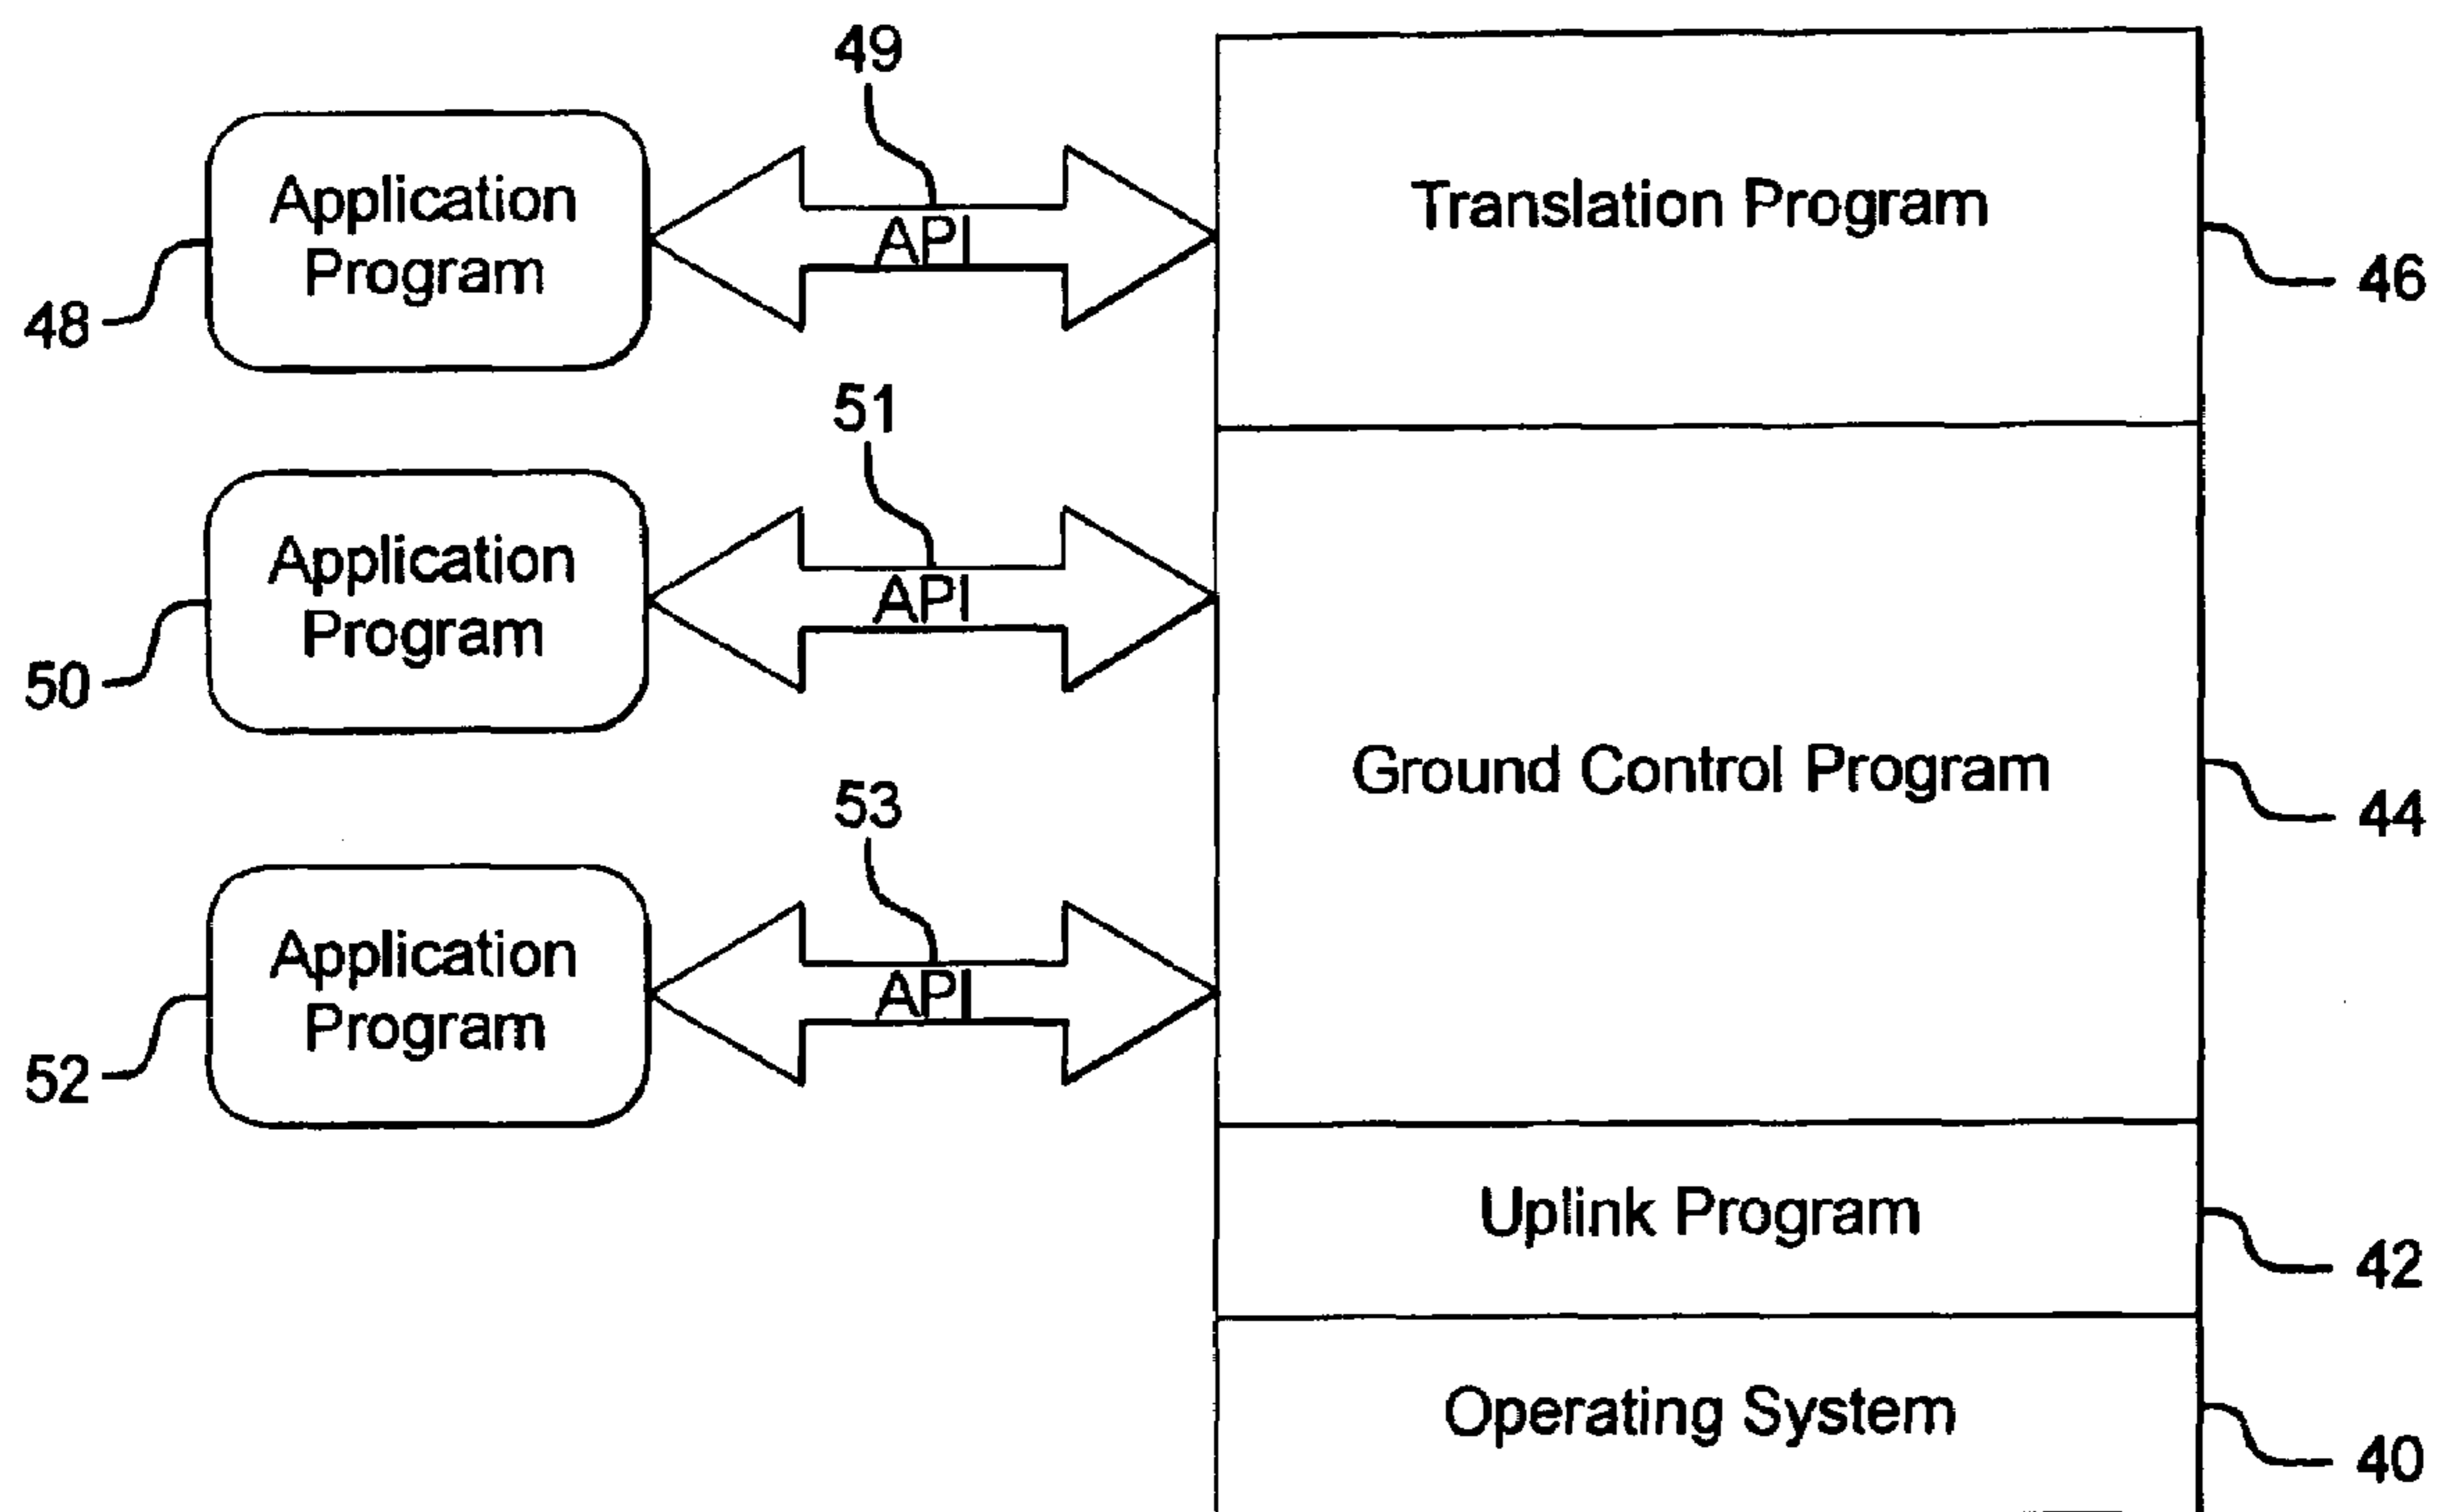 49
Application
Program
API
Translation Program
48
46
51
Application
Program
API
50
Ground Control Program
44
53
Application
Program
API
52
Uplink Program
42
Operating System
40